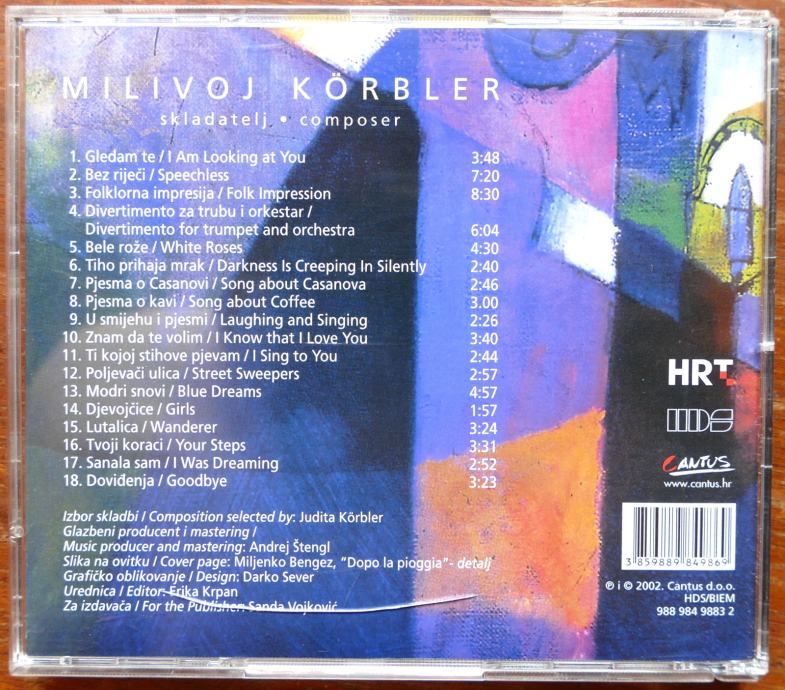 MILIVOJ KÖRBLER
skladatelj • composer
1. Gledam te / I Am Looking at You 3:48
2. Bez riječi / Speechless 7:20
3. Folklorna impresija / Folk Impression 8:30
4. Divertimento za trubu i orkestar /
Divertimento for trumpet and orchestra 6:04
5. Bele rože / White Roses 4:30
6. Tiho prihaja mrak / Darkness Is Creeping In Silently 2:40
7. Pjesma o Casanovi / Song about Casanova 2:46
8. Pjesma o kavi / Song about Coffee 3.00
9. U smijehu i pjesmi / Laughing and Singing 2:26
10. Znam da te volim / I Know that I Love You 3:40
11. Ti kojoj stihove pjevam / I Sing to You 2:44
12. Poljevači ulica / Street Sweepers 2:57
13. Modri snovi / Blue Dreams 4:57
14. Djevojčice / Girls 1:57
15. Lutalica / Wanderer 3:24
16. Tvoji koraci / Your Steps 3:31
17. Sanala sam / I Was Dreaming 2:52
18. Doviđenja / Goodbye 3:23
Izbor skladbi / Composition selected by: Judita Körbler
Glazbeni producent i mastering /
Music producer and mastering: Andrej Štengl
Slika na ovitku / Cover page: Miljenko Bengez, "Dopo la pioggia" - detalj
Grafičko oblikovanje / Design: Darko Sever
Urednica / Editor: Erika Krpan
Za izdavača / For the Publisher: Sanda Vojković
HRT
HDS
CANTUS
www.cantus.hr
3 859889 849869
℗ i © 2002. Cantus d.o.o.
HDS/BIEM
988 984 9883 2